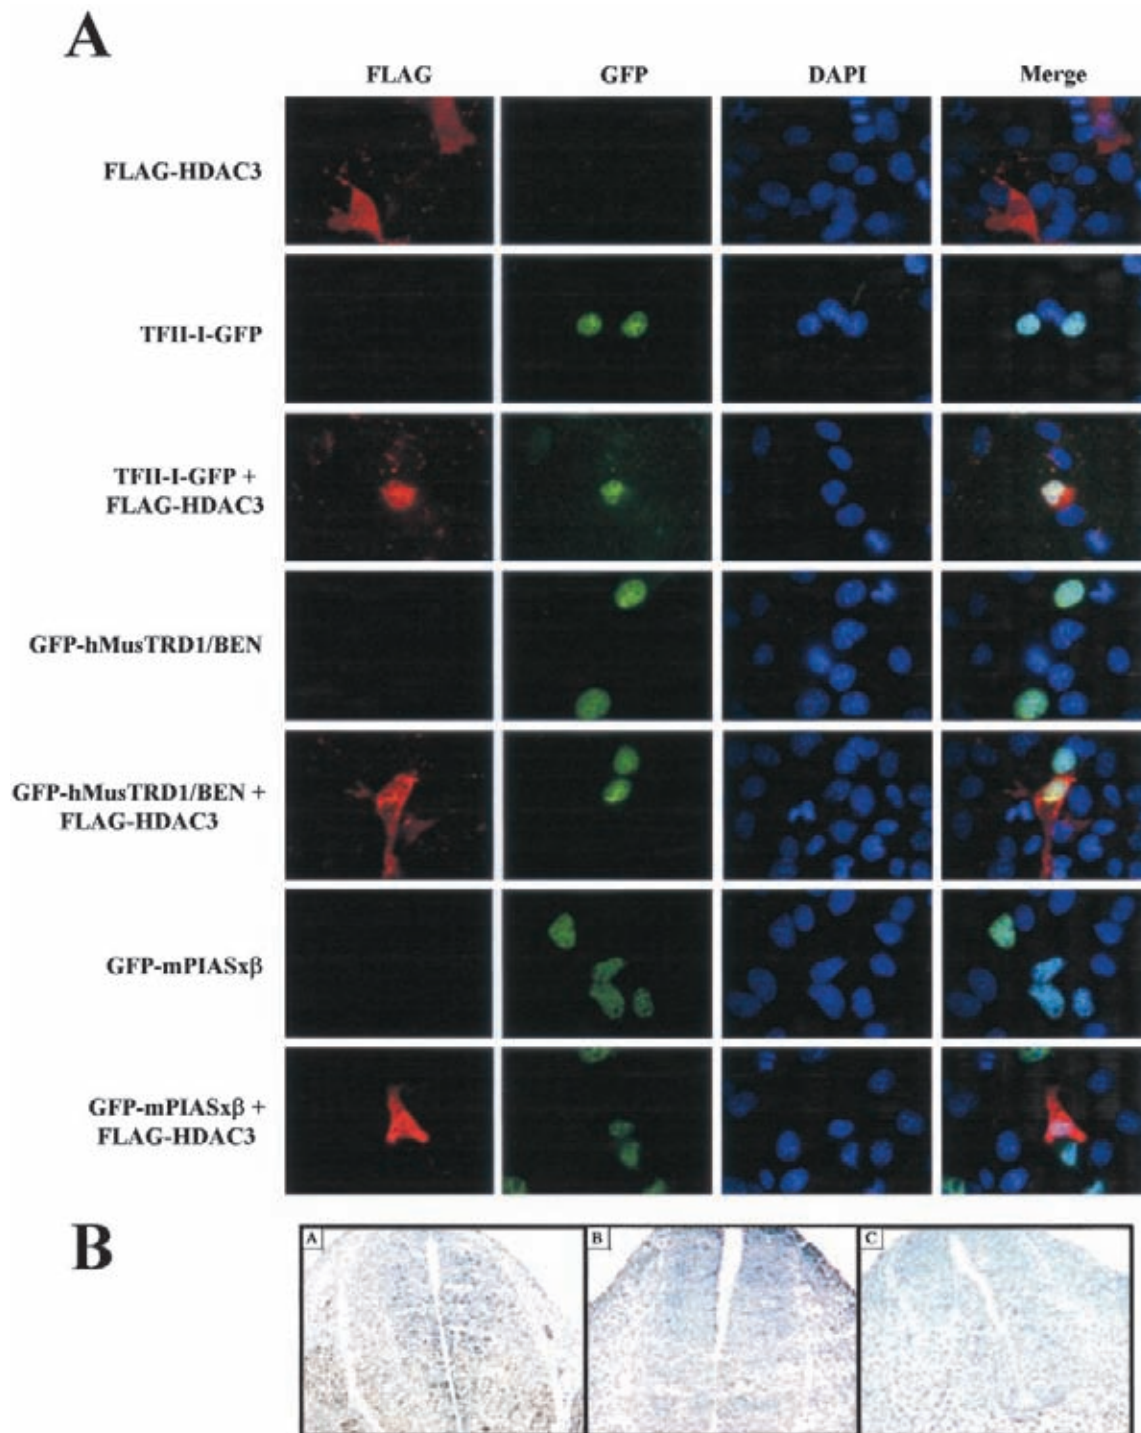 A
FLAG GFP DAPI Merge
FLAG-HDAC3
TFII-I-GFP
TFII-I-GFP +
FLAG-HDAC3
GFP-hMusTRD1/BEN
GFP-hMusTRD1/BEN +
FLAG-HDAC3
GFP-mPIASxβ
GFP-mPIASxβ +
FLAG-HDAC3
B
A B C